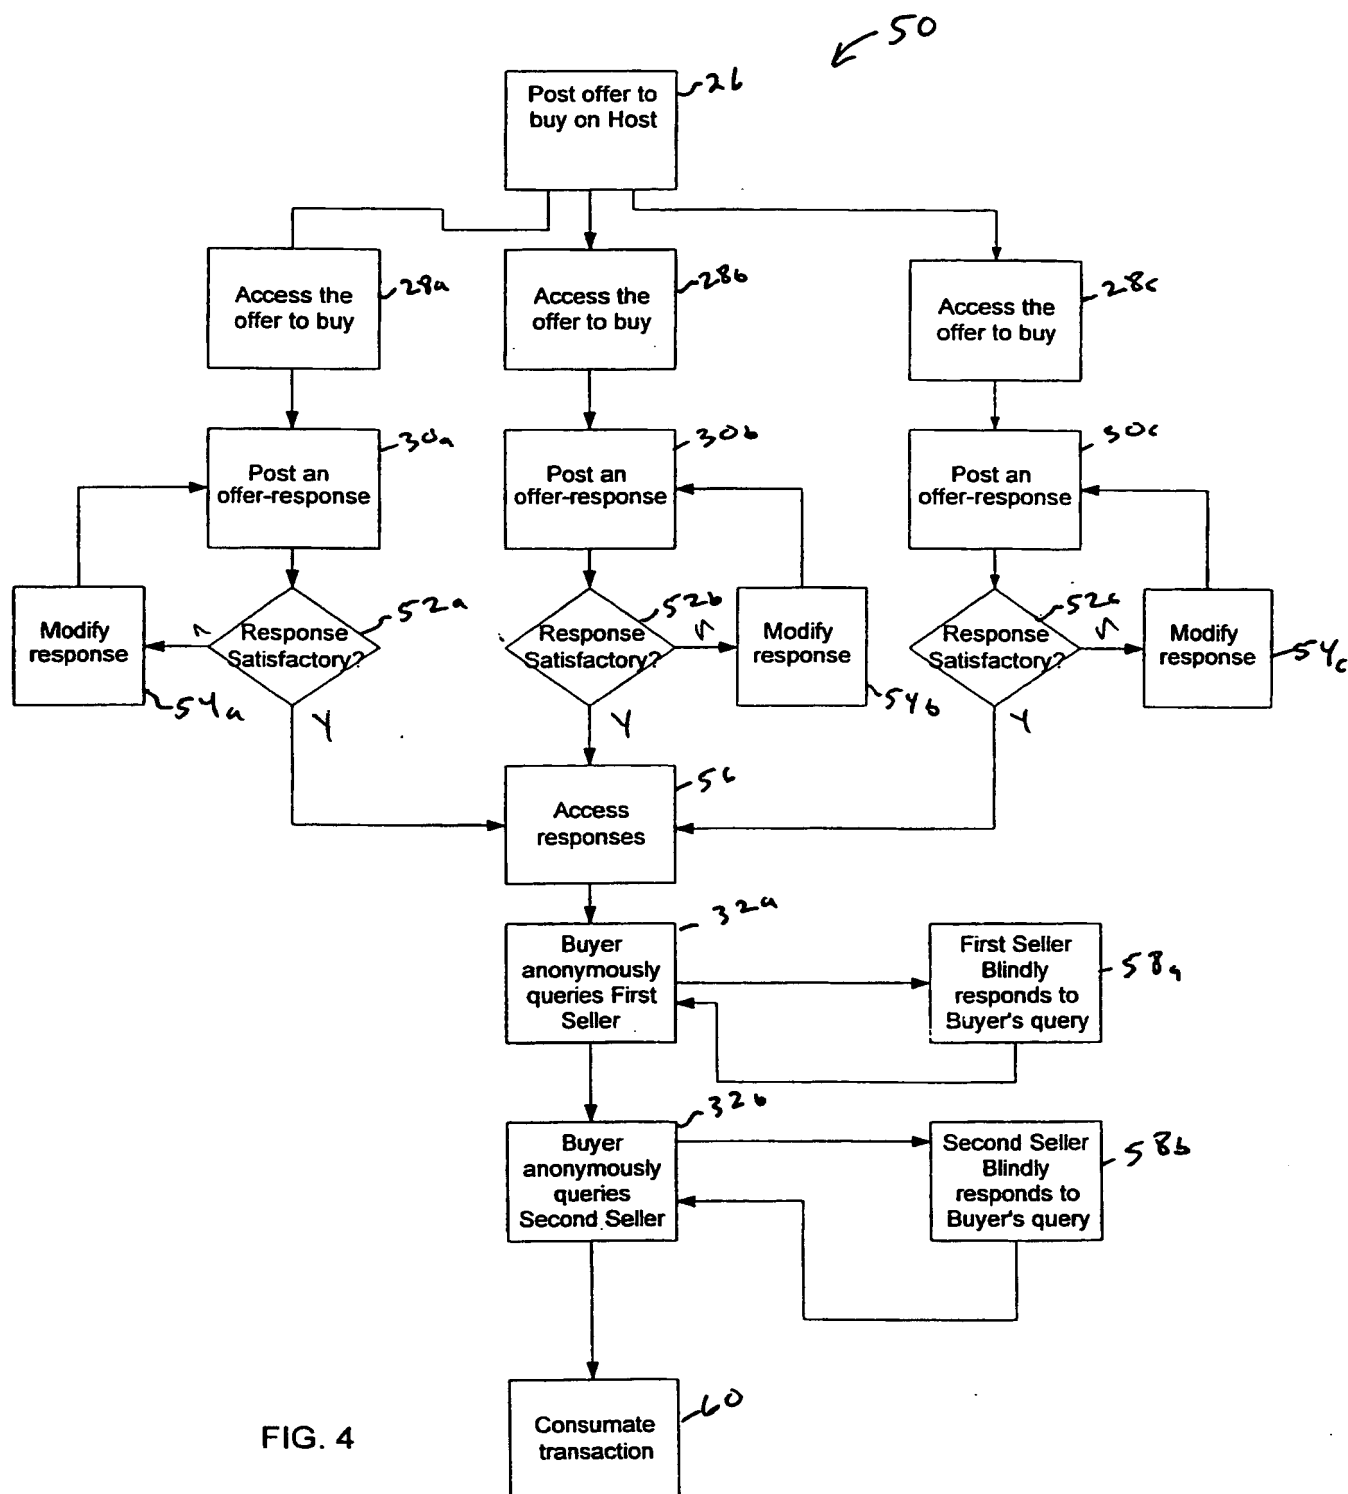 50
Post offer to
buy on Host
26
Access the
offer to buy
28a
Access the
offer to buy
28b
Access the
offer to buy
28c
Post an
offer-response
30a
Post an
offer-response
30b
Post an
offer-response
30c
Modify
response
54a
n
Response
Satisfactory?
52a
Y
Response
Satisfactory?
52b
n
Y
Modify
response
54b
Response
Satisfactory?
52c
n
Y
Modify
response
54c
Access
responses
56
Buyer
anonymously
queries First
Seller
32a
First Seller
Blindly
responds to
Buyer's query
58a
Buyer
anonymously
queries
Second Seller
32b
Second Seller
Blindly
responds to
Buyer's query
58b
Consumate
transaction
60
FIG. 4